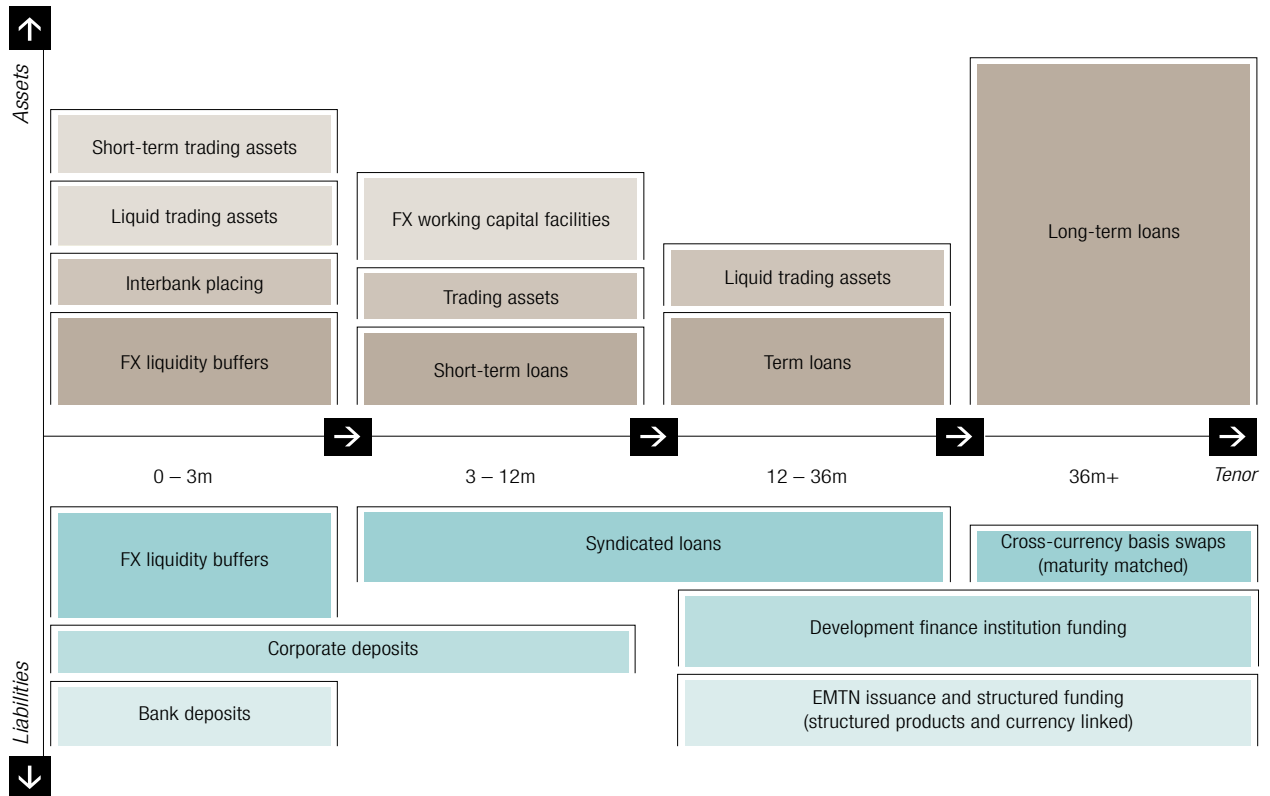 Assets
Short-term trading assets
Liquid trading assets
Interbank placing
FX liquidity buffers
FX working capital facilities
Trading assets
Short-term loans
Liquid trading assets
Term loans
Long-term loans
0 – 3m
3 – 12m
12 – 36m
36m+
Tenor
Liabilities
FX liquidity buffers
Syndicated loans
Cross-currency basis swaps
(maturity matched)
Corporate deposits
Development finance institution funding
Bank deposits
EMTN issuance and structured funding
(structured products and currency linked)